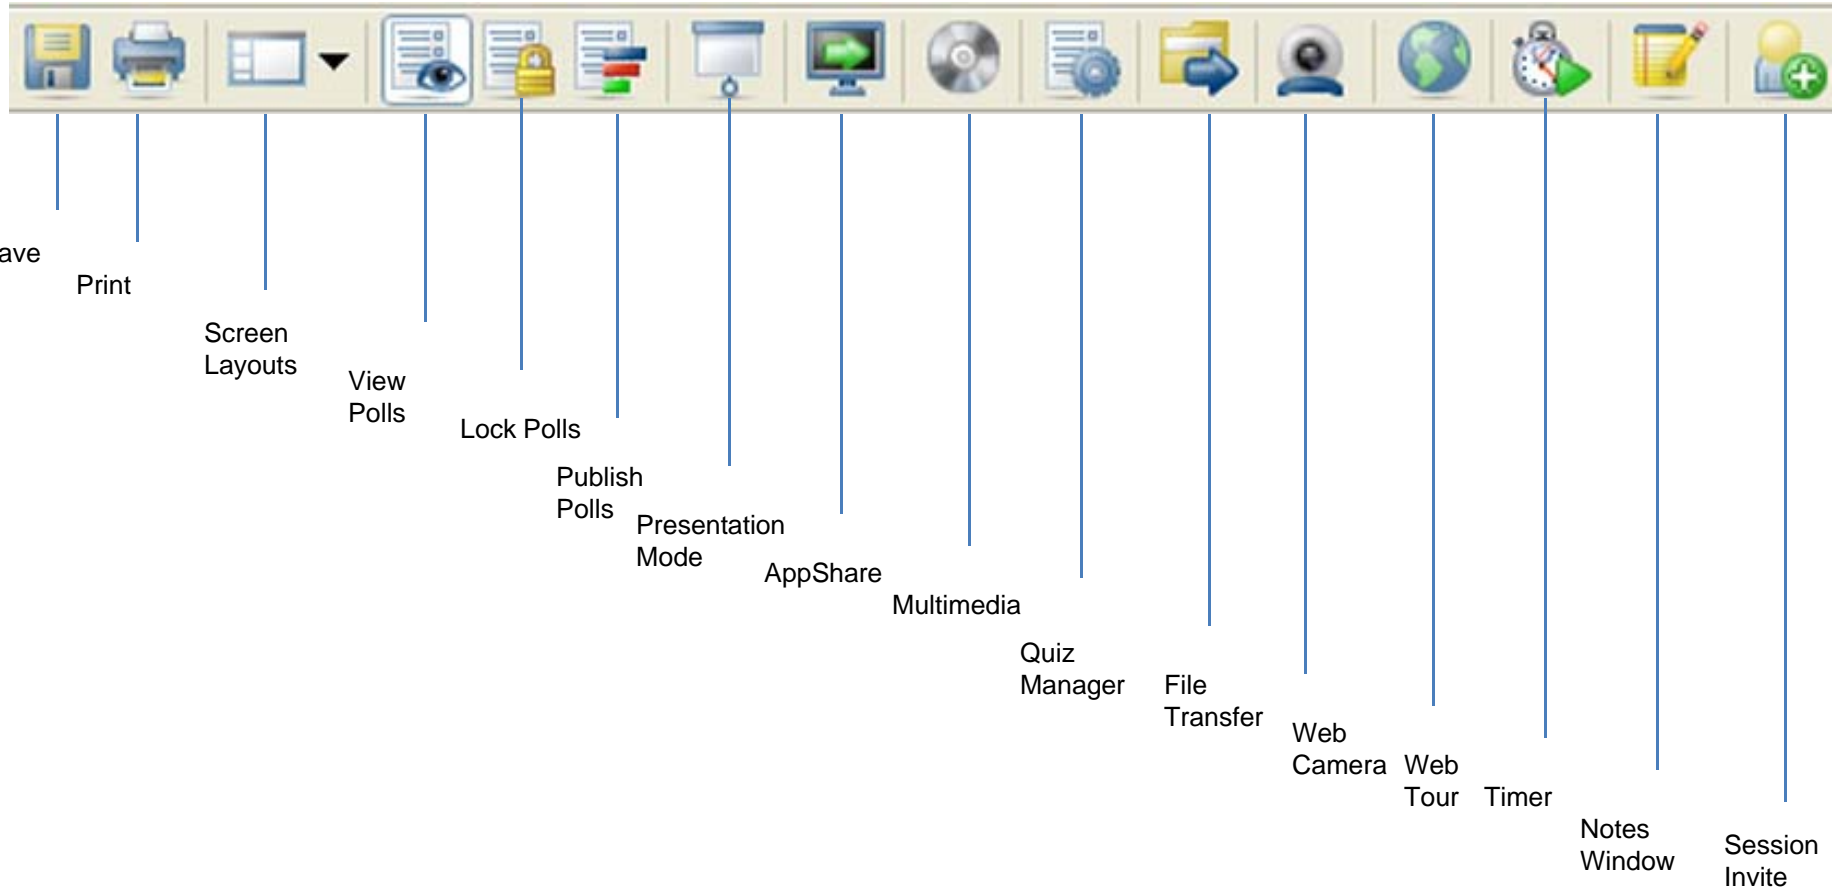 ave
Print
Screen
Layouts
View
Polls
Lock Polls
Publish
Polls
Presentation
Mode
AppShare
Multimedia
Quiz
Manager
File
Transfer
Web
Camera
Web
Tour
Timer
Notes
Window
Session
Invite